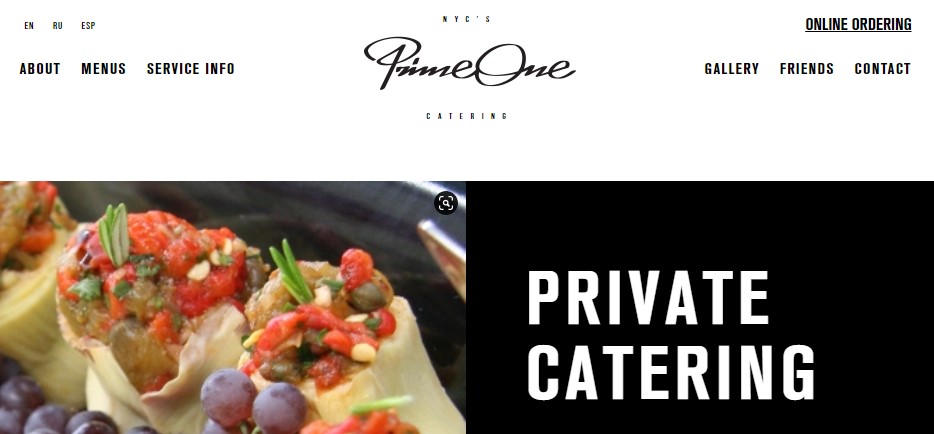 NYC'S
EN RU ESP
ONLINE ORDERING
PrimeOne
ABOUT MENUS SERVICE INFO
GALLERY FRIENDS CONTACT
CATERING
PRIVATE
CATERING